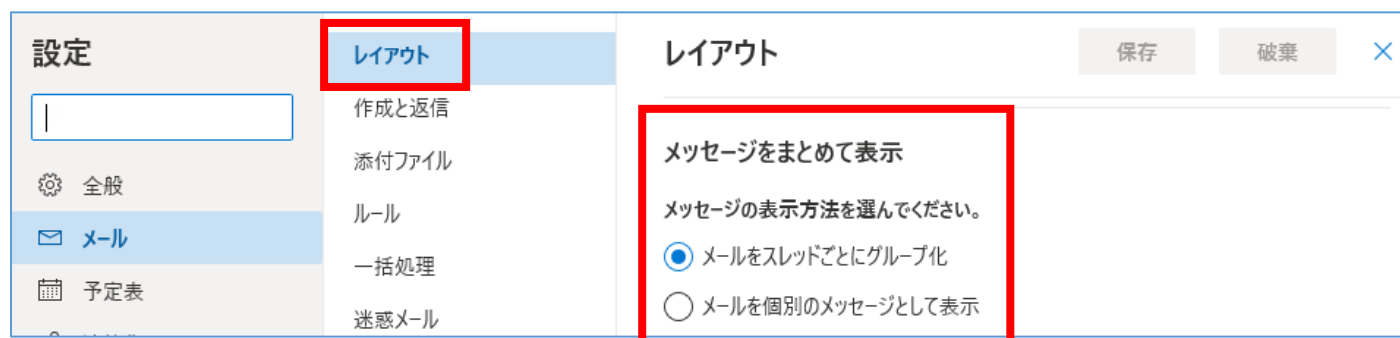 設定
全般
メール
予定表
レイアウト
作成と返信
添付ファイル
ルール
一括処理
迷惑メール
レイアウト
保存
破棄
メッセージをまとめて表示
メッセージの表示方法を選んでください。
メールをスレッドごとにグループ化
メールを個別のメッセージとして表示